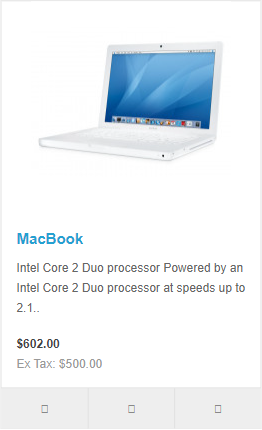 MacBook
Intel Core 2 Duo processor Powered by an
Intel Core 2 Duo processor at speeds up to
2.1..
$602.00
Ex Tax: $500.00